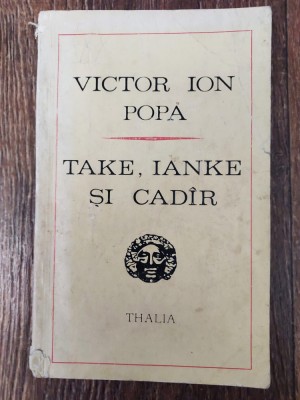 VICTOR ION
POPA
TAKE, IANKE
ȘI CADÎR
THALIA